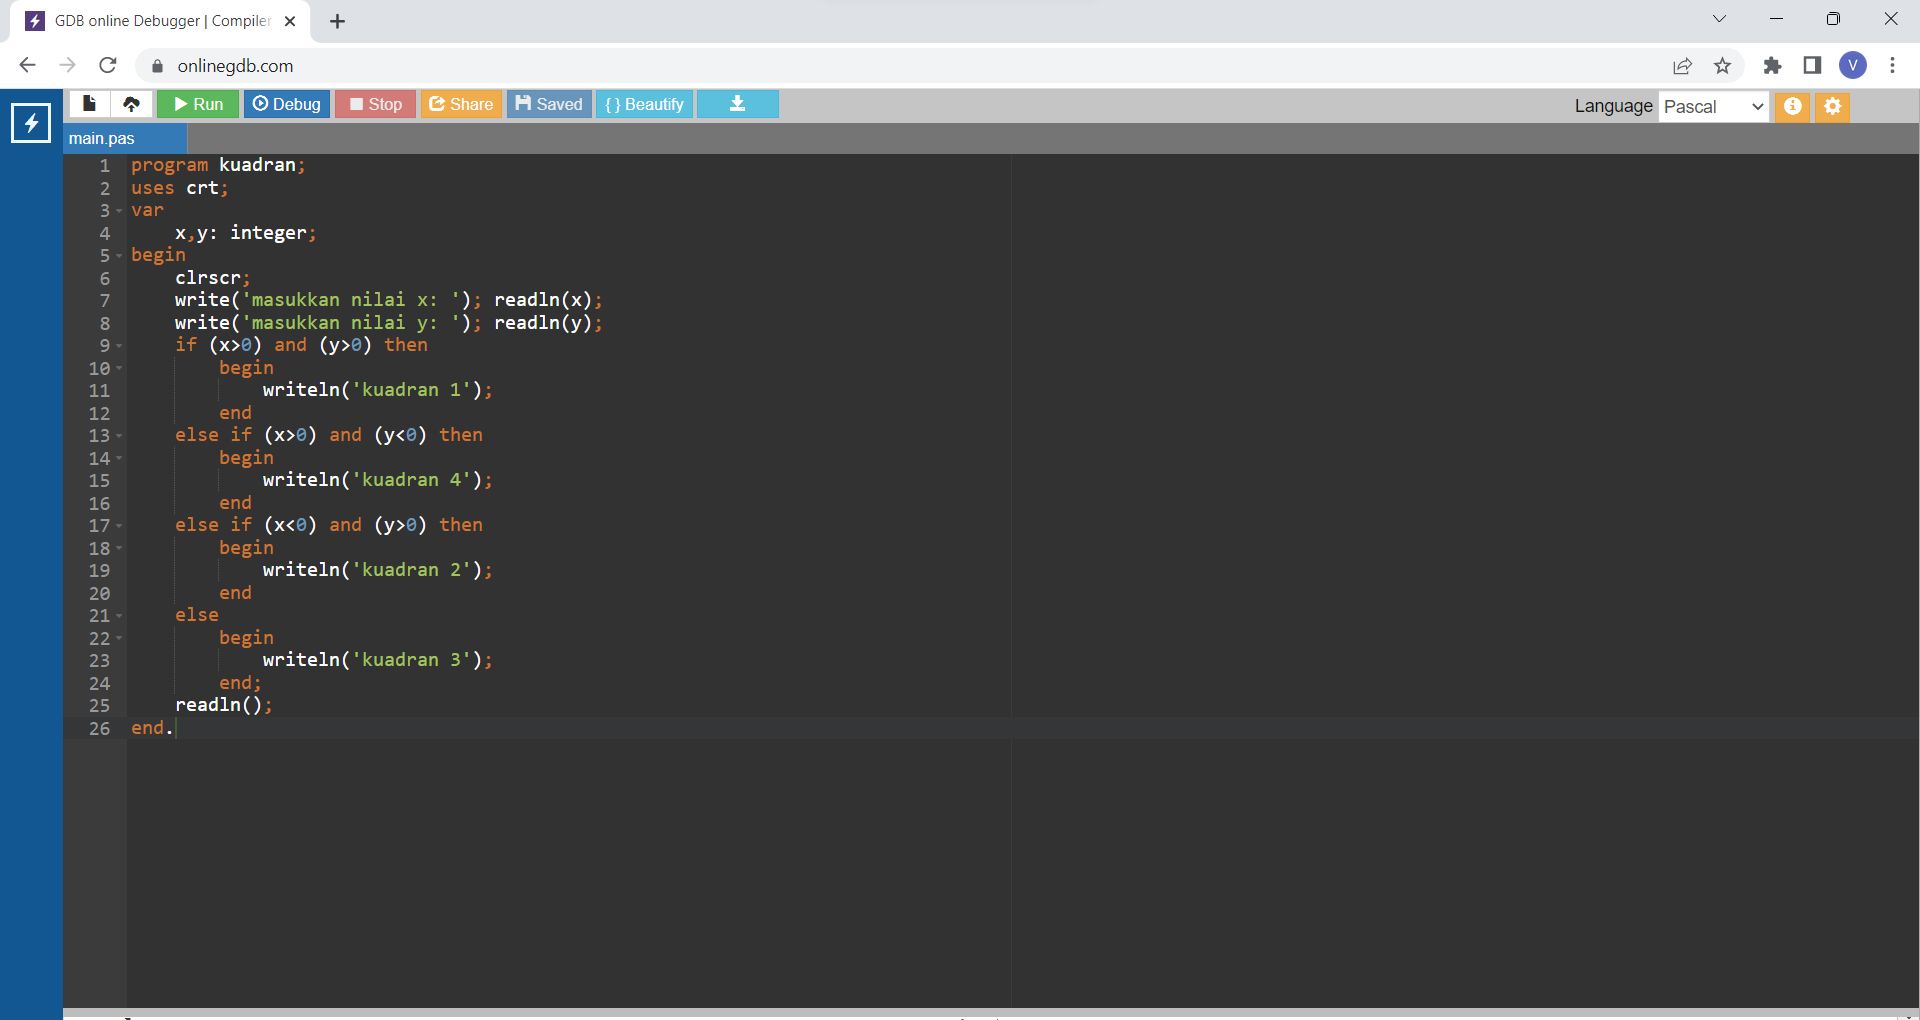 GDB online Debugger | Compiler
onlinegdb.com
V
Run Debug Stop Share Saved { } Beautify
Language Pascal
main.pas
1 program kuadran;
2 uses crt;
3 var
4     x,y: integer;
5 begin
6     clrscr;
7     write('masukkan nilai x: '); readln(x);
8     write('masukkan nilai y: '); readln(y);
9     if (x>0) and (y>0) then
10         begin
11             writeln('kuadran 1');
12         end
13     else if (x>0) and (y<0) then
14         begin
15             writeln('kuadran 4');
16         end
17     else if (x<0) and (y>0) then
18         begin
19             writeln('kuadran 2');
20         end
21     else
22         begin
23             writeln('kuadran 3');
24         end;
25     readln();
26 end.